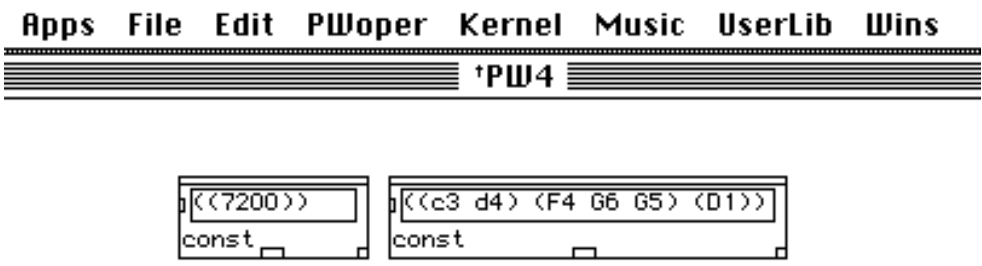 Apps File Edit PWoper Kernel Music UserLib Wins
↑PW4
((7200)) ((c3 d4) (F4 G6 G5) (D1))
const const